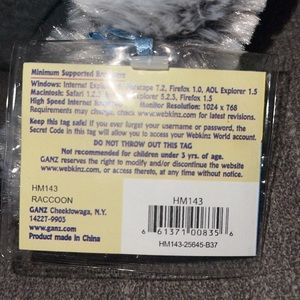 Minimum Supported
Windows: Internet 7.2, Firefox 1.0, AOL Explorer 1.5
Macintosh: Safari 1.2 Explorer 5.2.3, Firefox 1.5
High Speed Internet Monitor Resolution: 1024 x 768
Requirements may change, check www.webkinz.com for latest revisions.
Keep this tag safe! If you ever forget your username or password, the
Secret Code in this tag will allow you to access your Webkinz World account.
DO NOT THROW OUT THIS TAG
Not recommended for children under 3 yrs. of age.
GANZ reserves the right to modify and/or discontinue the website
www.webkinz.com, or access thereto, at any time without notice.
HM143
RACCOON
GANZ Cheektowaga, N.Y.
14227-9905
www.ganz.com
Product made in China
HM143
6 61371 00835 6
HM143-25645-B37